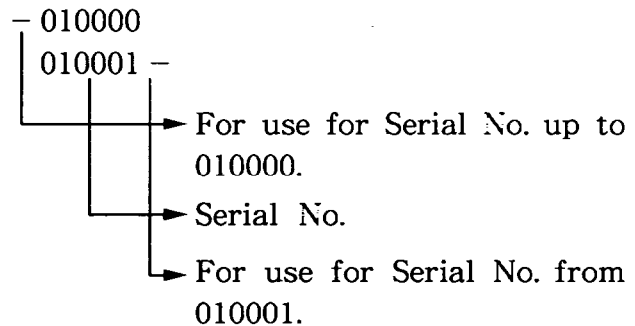 – 010000
010001 –
For use for Serial No. up to
010000.
Serial No.
For use for Serial No. from
010001.